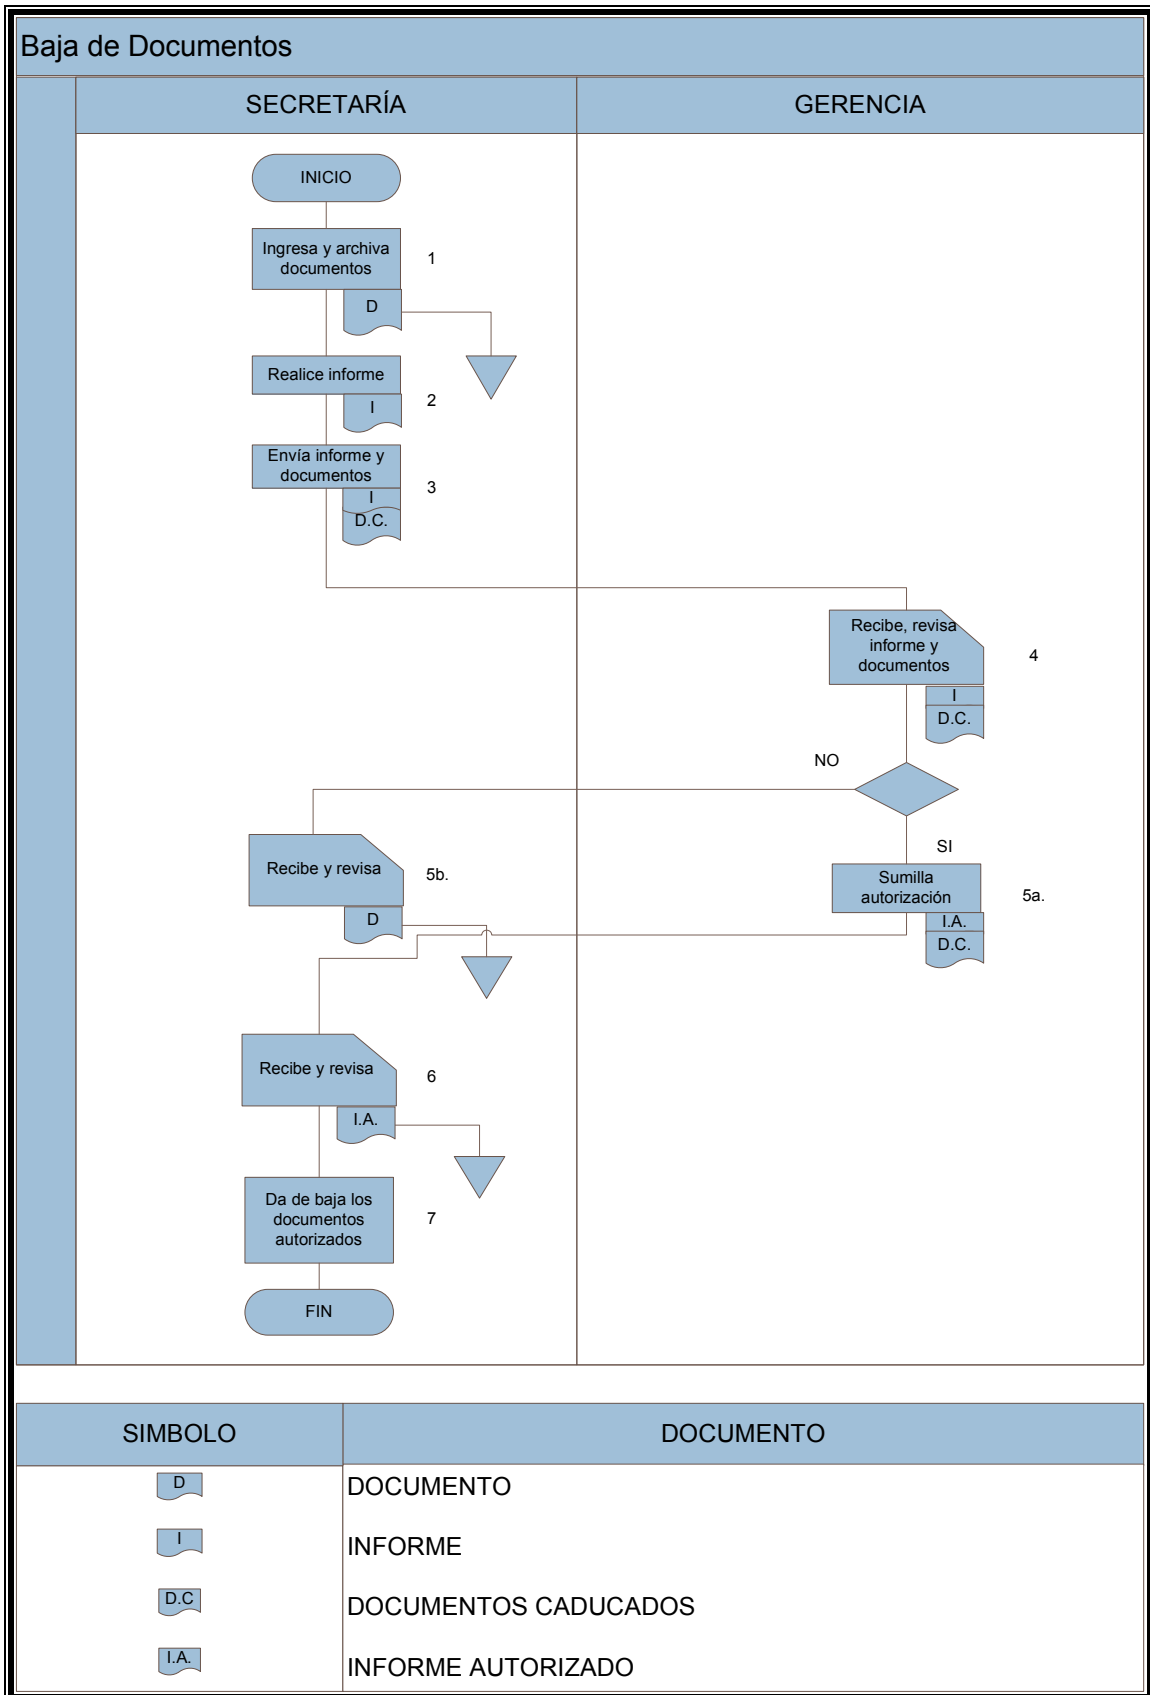 Baja de Documentos
SECRETARÍA
GERENCIA
INICIO
Ingresa y archiva
documentos
1
D
Realice informe
2
I
Envía informe y
documentos
3
I
D.C.
Recibe, revisa
informe y
documentos
4
I
D.C.
NO
SI
Recibe y revisa
5b.
D
Sumilla
autorización
5a.
I.A.
D.C.
Recibe y revisa
6
I.A.
Da de baja los
documentos
autorizados
7
FIN
SIMBOLO
DOCUMENTO
D
DOCUMENTO
I
INFORME
D.C
DOCUMENTOS CADUCADOS
I.A.
INFORME AUTORIZADO